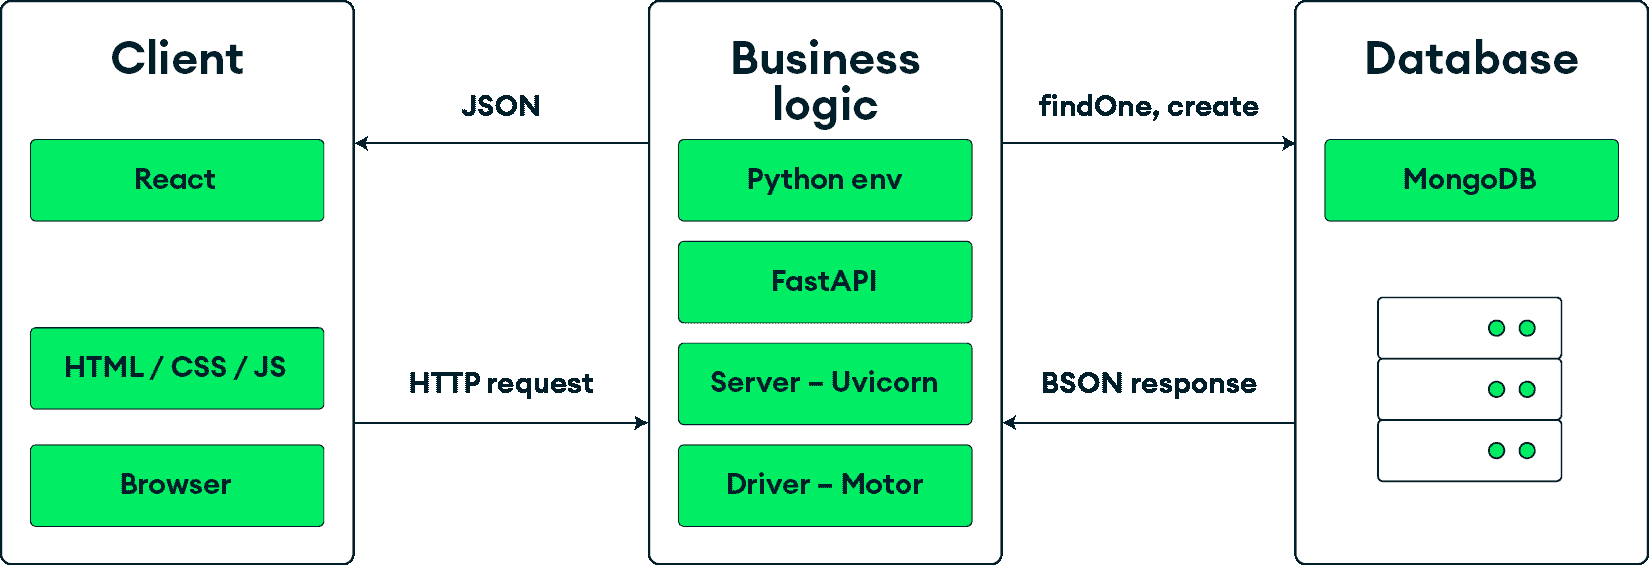 Client
React
HTML / CSS / JS
Browser
JSON
HTTP request
Business
logic
Python env
FastAPI
Server – Uvicorn
Driver – Motor
findOne, create
BSON response
Database
MongoDB